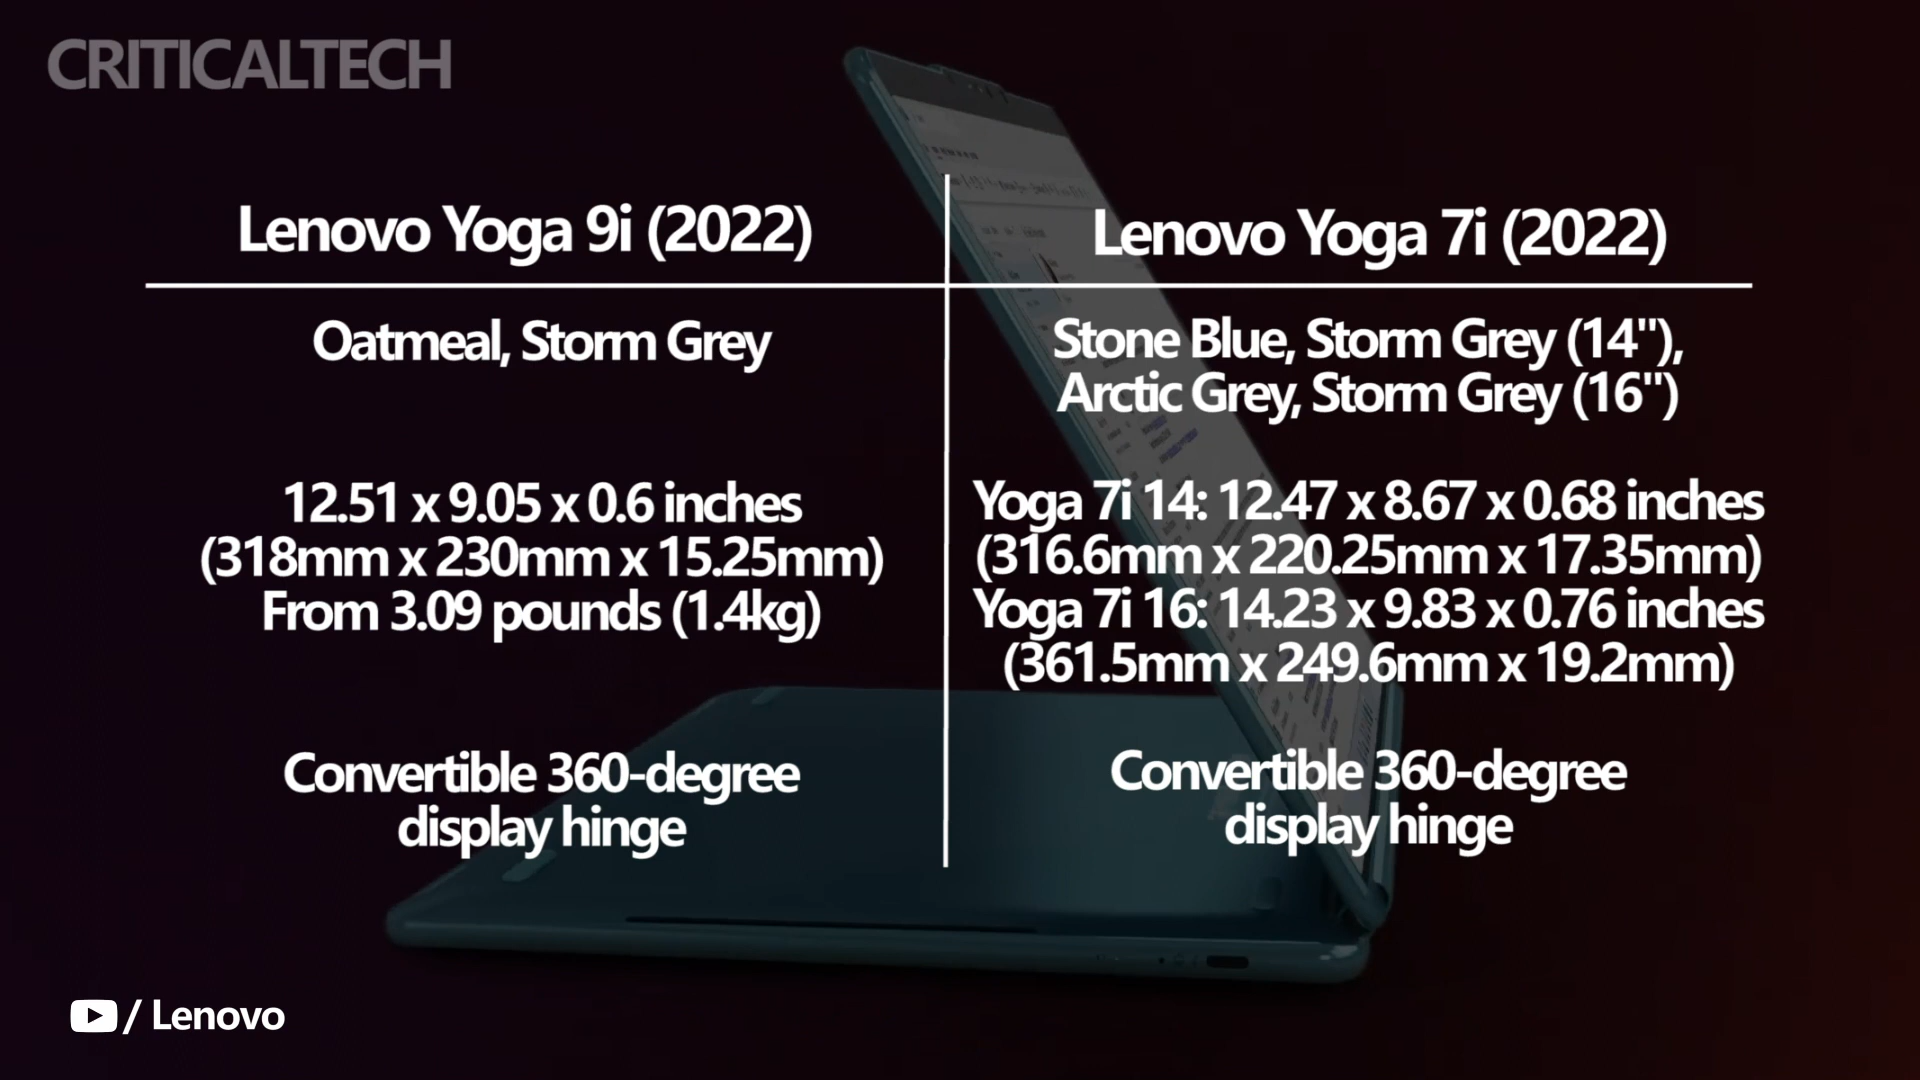 CRITICALTECH
Lenovo Yoga 9i (2022)
Lenovo Yoga 7i (2022)
Oatmeal, Storm Grey
Stone Blue, Storm Grey (14"),
Arctic Grey, Storm Grey (16")
12.51 x 9.05 x 0.6 inches
(318mm x 230mm x 15.25mm)
From 3.09 pounds (1.4kg)
Yoga 7i 14: 12.47 x 8.67 x 0.68 inches
(316.6mm x 220.25mm x 17.35mm)
Yoga 7i 16: 14.23 x 9.83 x 0.76 inches
(361.5mm x 249.6mm x 19.2mm)
Convertible 360-degree
display hinge
Convertible 360-degree
display hinge
/ Lenovo